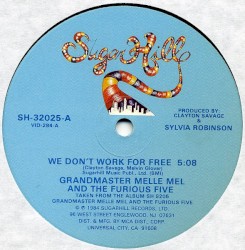 Sugar Hill
SH-32025-A
VID-299-A
PRODUCED BY:
CLAYTON SAVAGE
&
SYLVIA ROBINSON
WE DON'T WORK FOR FREE 5:08
(Clayton Savage, Melvin Glover)
Sugarhill Music Publ., Ltd. (BMI)
GRANDMASTER MELLE MEL
AND THE FURIOUS FIVE
TAKEN FROM THE ALBUM SH 9206
GRANDMASTER MELLE MEL AND THE FURIOUS FIVE
© ℗ 1984 SUGARHILL RECORDS, LTD
96 WEST STREET ENGLEWOOD, N.J. 07631
DIST. & MFG. BY MCA DIST. CORP.
UNIVERSAL CITY, CA. 91608